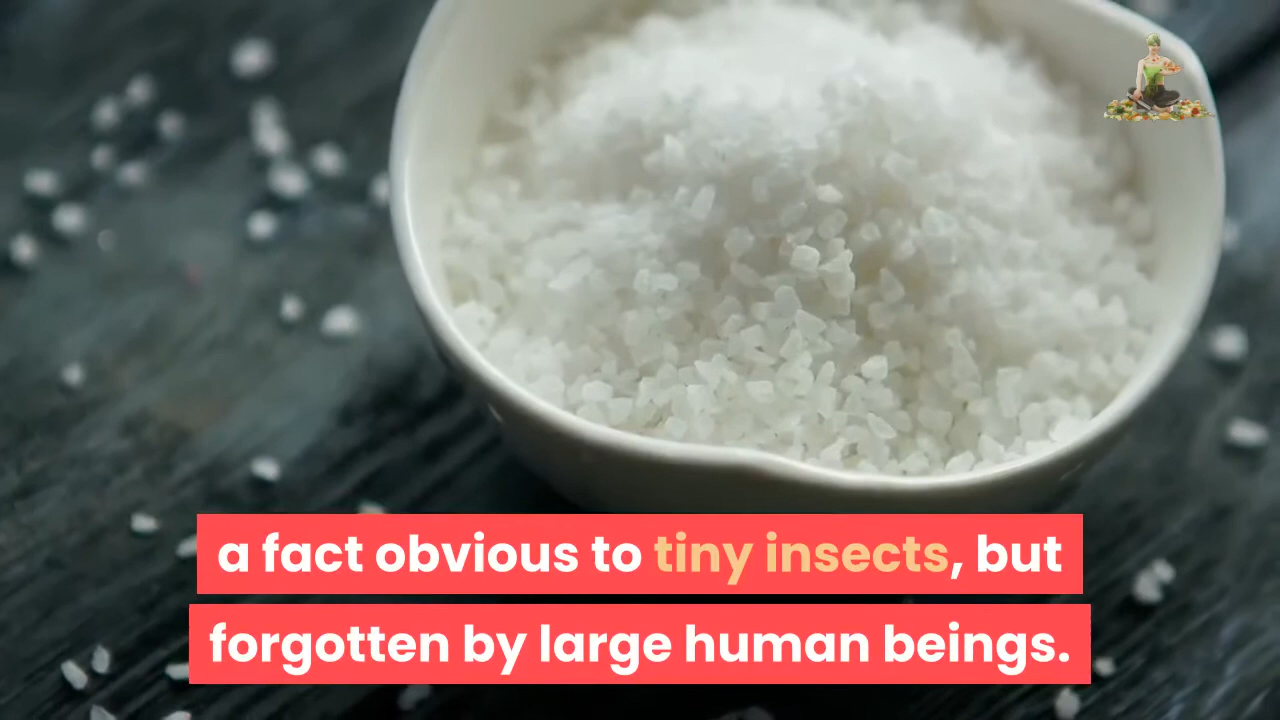 a fact obvious to tiny insects, but
forgotten by large human beings.